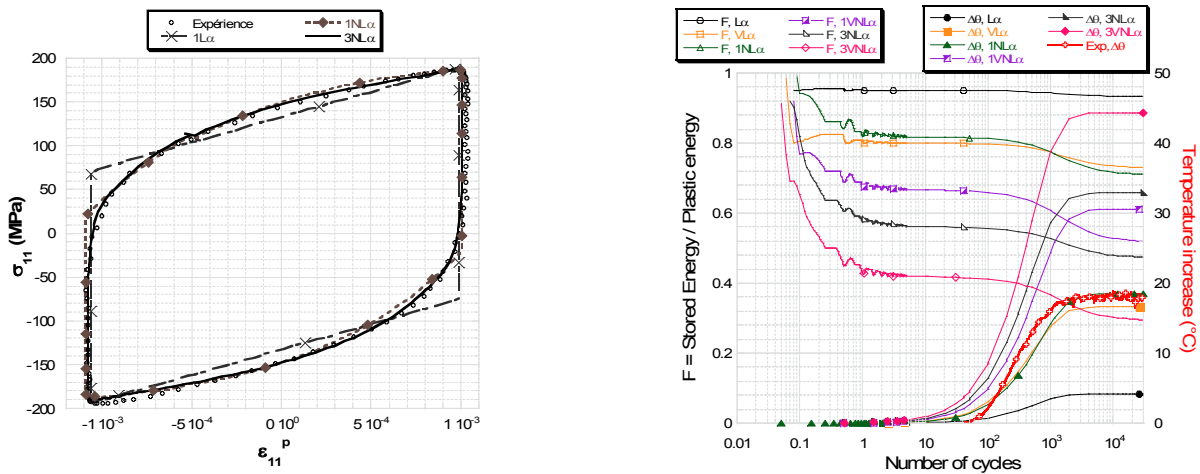 Expérience
1NLα
1Lα
3NLα
200
150
100
50
0
-50
-100
-150
-200
σ11 (MPa)
-1 10-3
-5 10-4
0 100
5 10-4
1 10-3
ε11p
F, Lα
F, 1VNLα
F, VLα
F, 3NLα
F, 1NLα
F, 3VNLα
Δθ, Lα
Δθ, 3NLα
Δθ, VLα
Δθ, 3VNLα
Δθ, 1NLα
Exp, Δθ
Δθ, 1VNLα
1
0.8
0.6
0.4
0.2
0
F = Stored Energy / Plastic energy
50
40
30
20
10
0
Temperature increase (°C)
0.01
0.1
1
10
100
103
104
Number of cycles